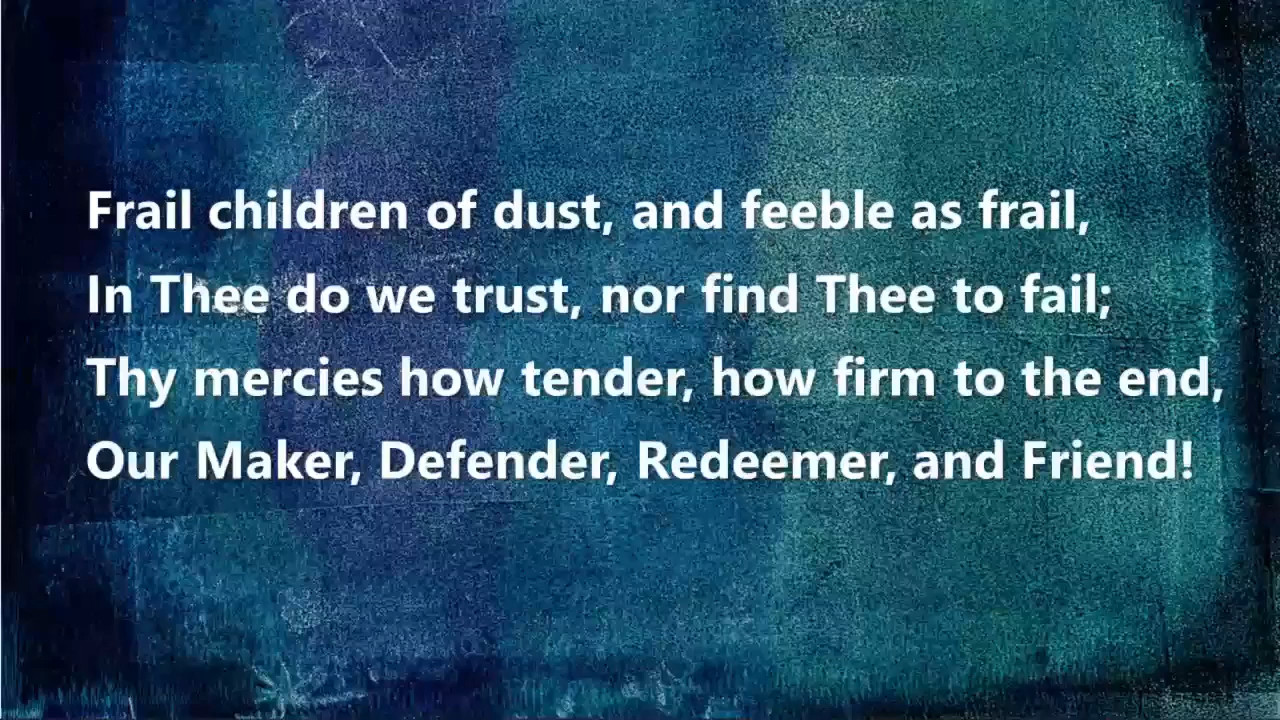 Frail children of dust, and feeble as frail,
In Thee do we trust, nor find Thee to fail;
Thy mercies how tender, how firm to the end,
Our Maker, Defender, Redeemer, and Friend!